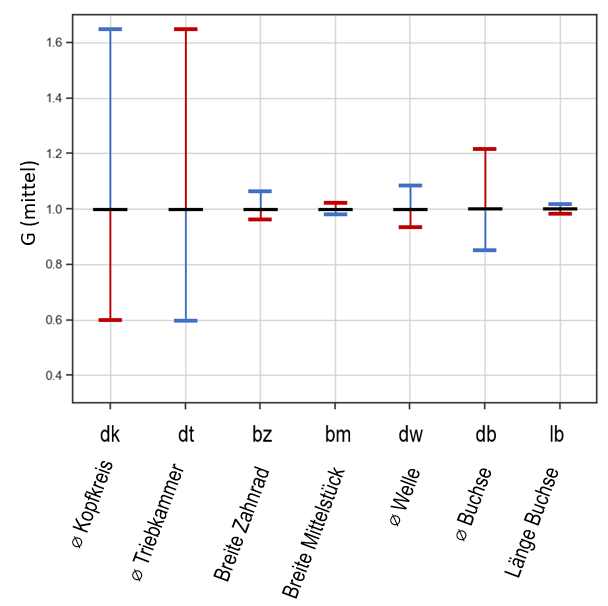 G (mittel)
1.6
1.4
1.2
1.0
0.8
0.6
0.4
dk dt bz bm dw db lb
⌀ Kopfkreis
⌀ Triebkammer
Breite Zahnrad
Breite Mittelstück
⌀ Welle
⌀ Buchse
Länge Buchse